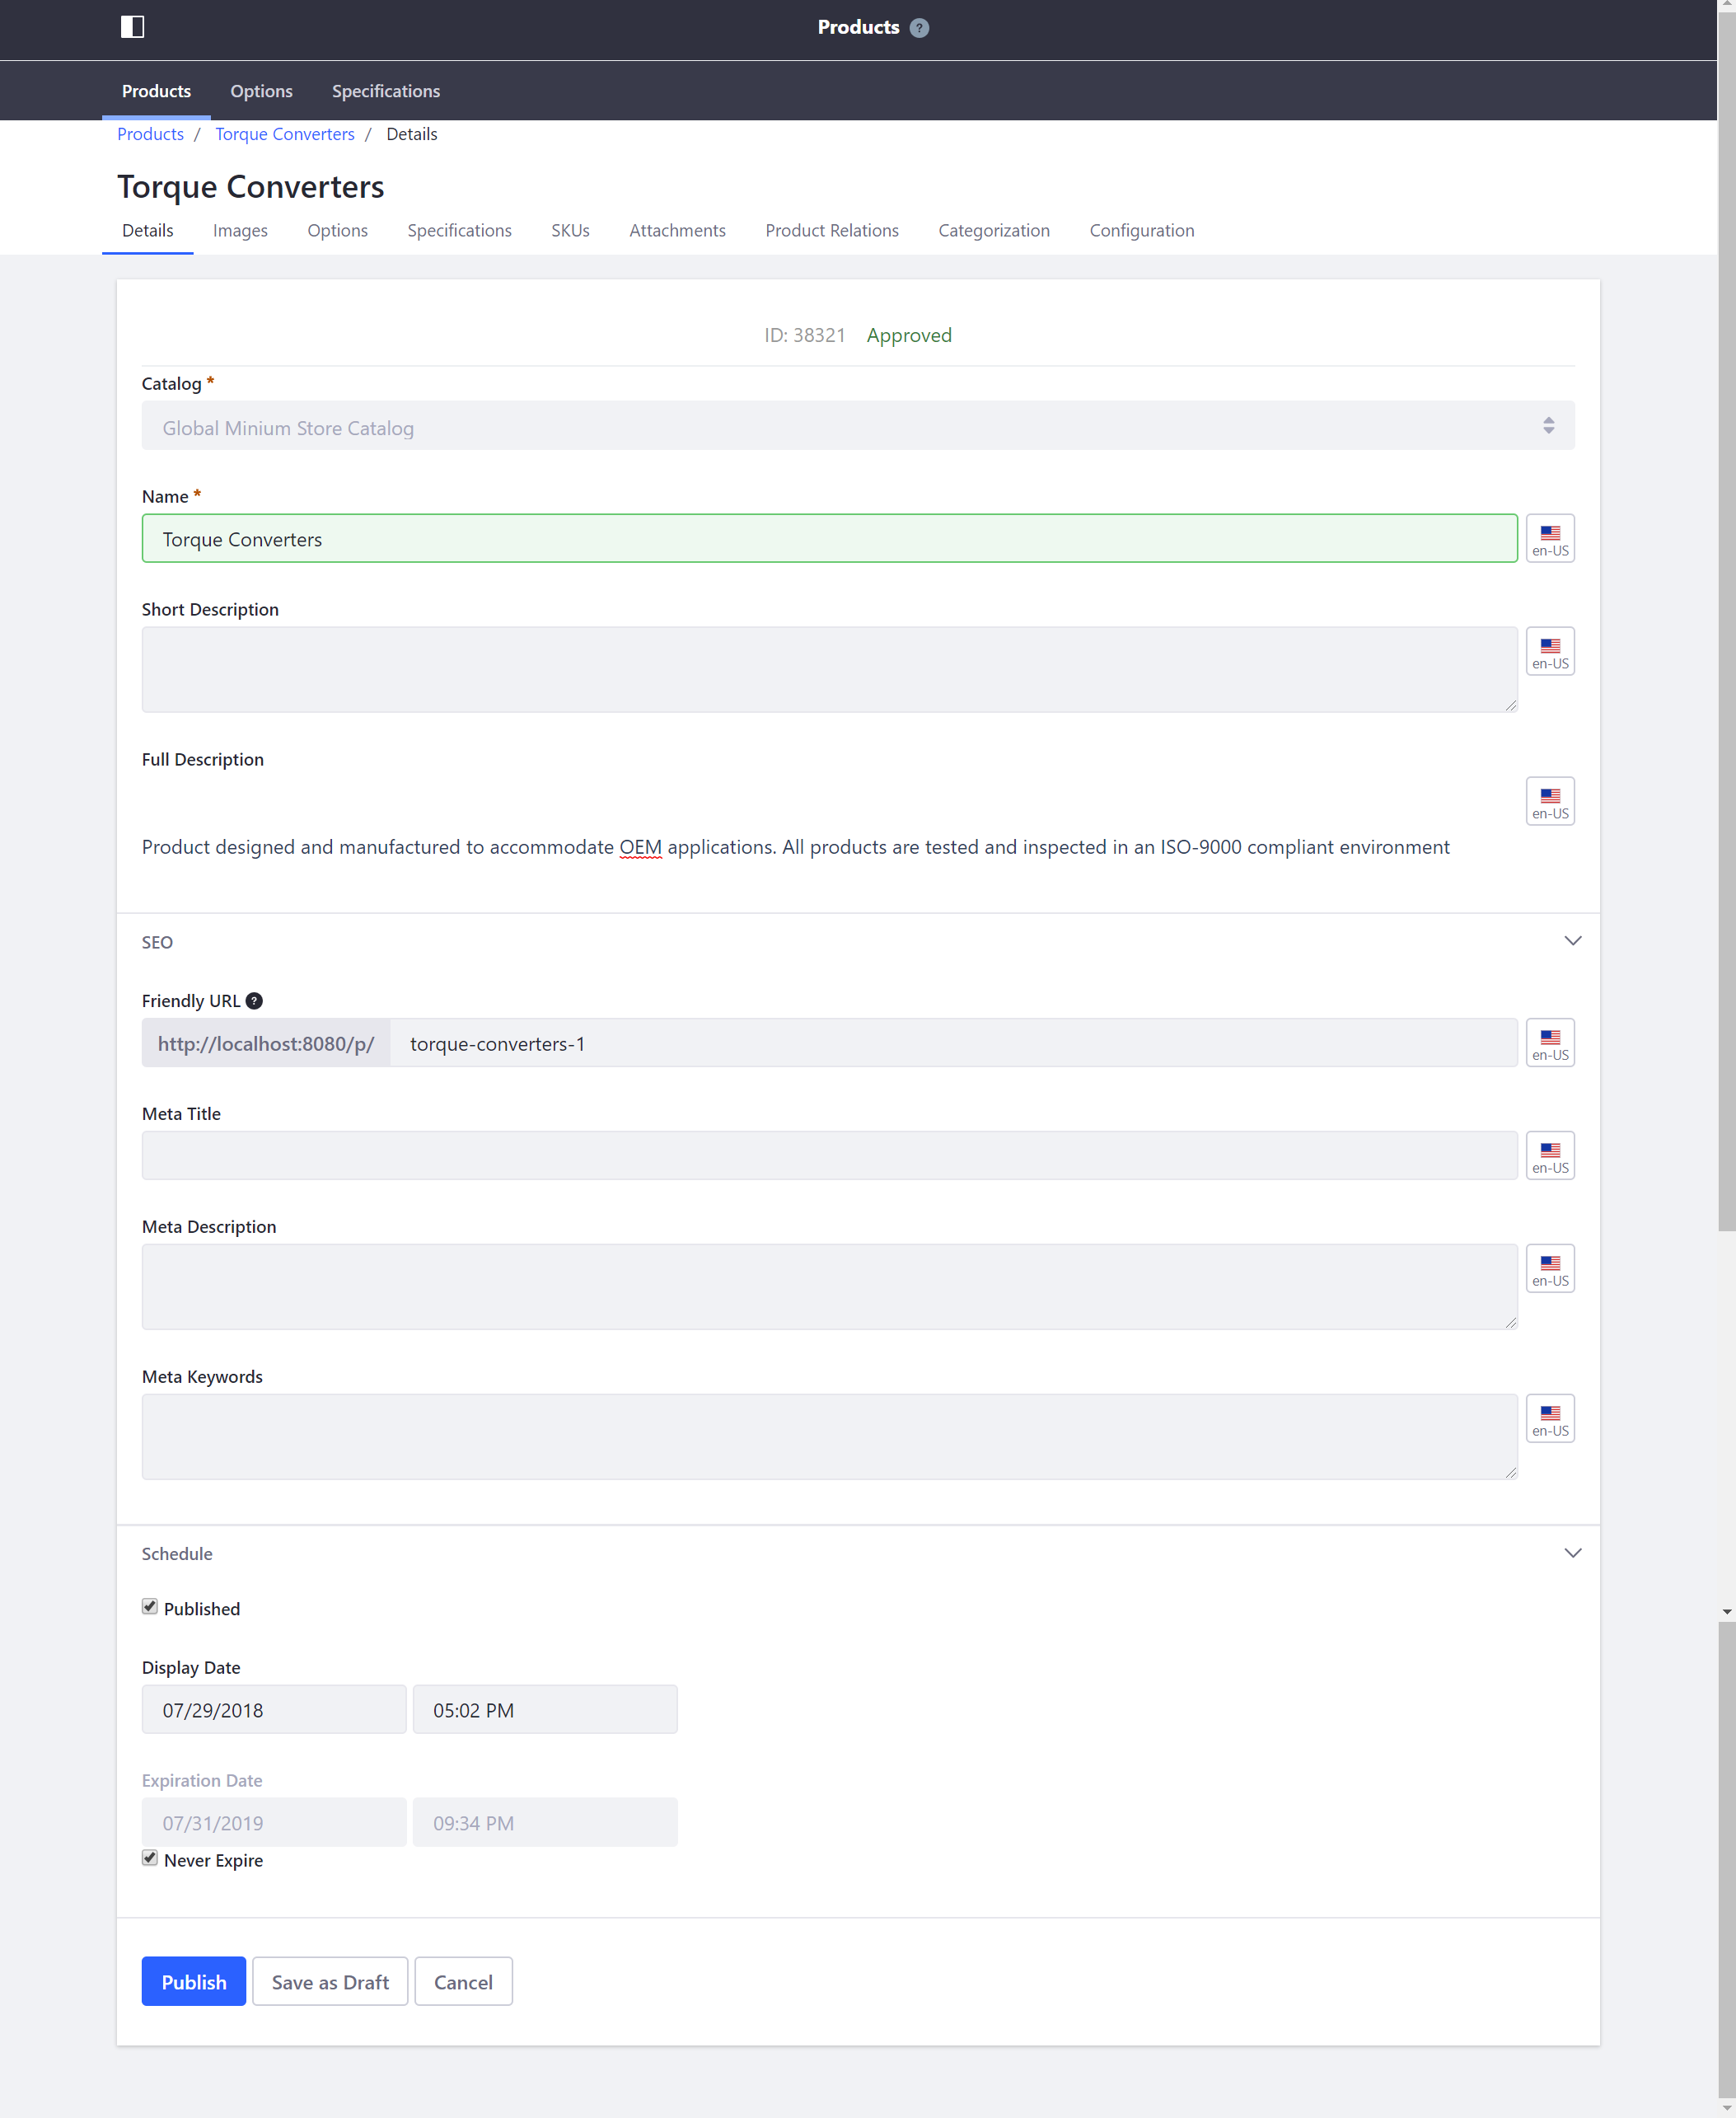 Products ?
Products Options Specifications
Products / Torque Converters / Details
Torque Converters
Details Images Options Specifications SKUs Attachments Product Relations Categorization Configuration
ID: 38321 Approved
Catalog *
Global Minium Store Catalog
Name *
Torque Converters
en-US
Short Description
en-US
Full Description
en-US
Product designed and manufactured to accommodate OEM applications. All products are tested and inspected in an ISO-9000 compliant environment
SEO
Friendly URL ?
http://localhost:8080/p/ torque-converters-1
en-US
Meta Title
en-US
Meta Description
en-US
Meta Keywords
en-US
Schedule
Published
Display Date
07/29/2018 05:02 PM
Expiration Date
07/31/2019 09:34 PM
Never Expire
Publish Save as Draft Cancel